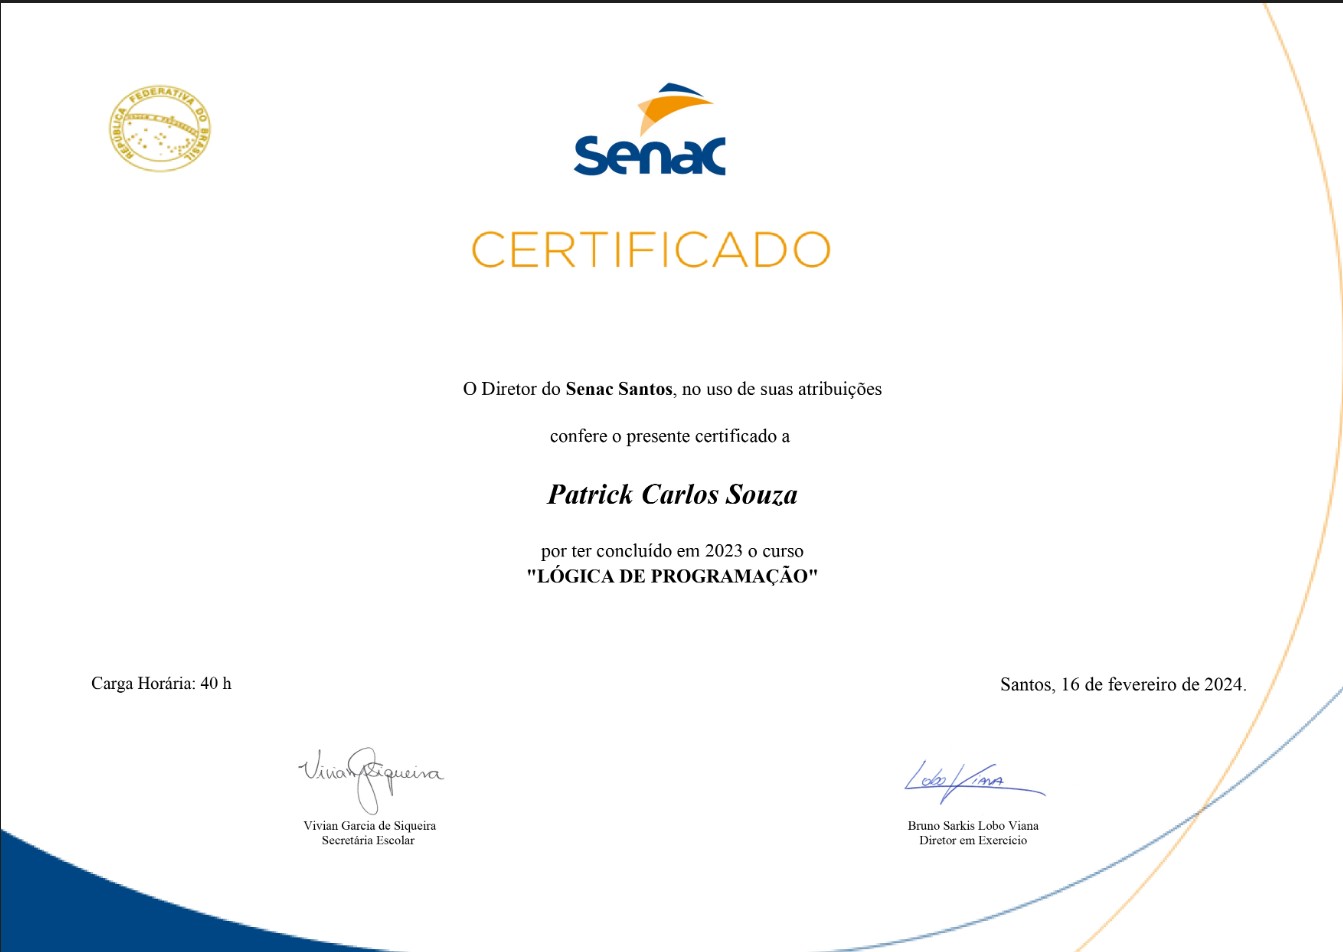 REPÚBLICA FEDERATIVA DO BRASIL
Senac
CERTIFICADO
O Diretor do Senac Santos, no uso de suas atribuições
confere o presente certificado a
Patrick Carlos Souza
por ter concluído em 2023 o curso
"LÓGICA DE PROGRAMAÇÃO"
Carga Horária: 40 h
Santos, 16 de fevereiro de 2024.
Vivian Siqueira
Lobo Viana
Vivian Garcia de Siqueira
Secretária Escolar
Bruno Sarkis Lobo Viana
Diretor em Exercício